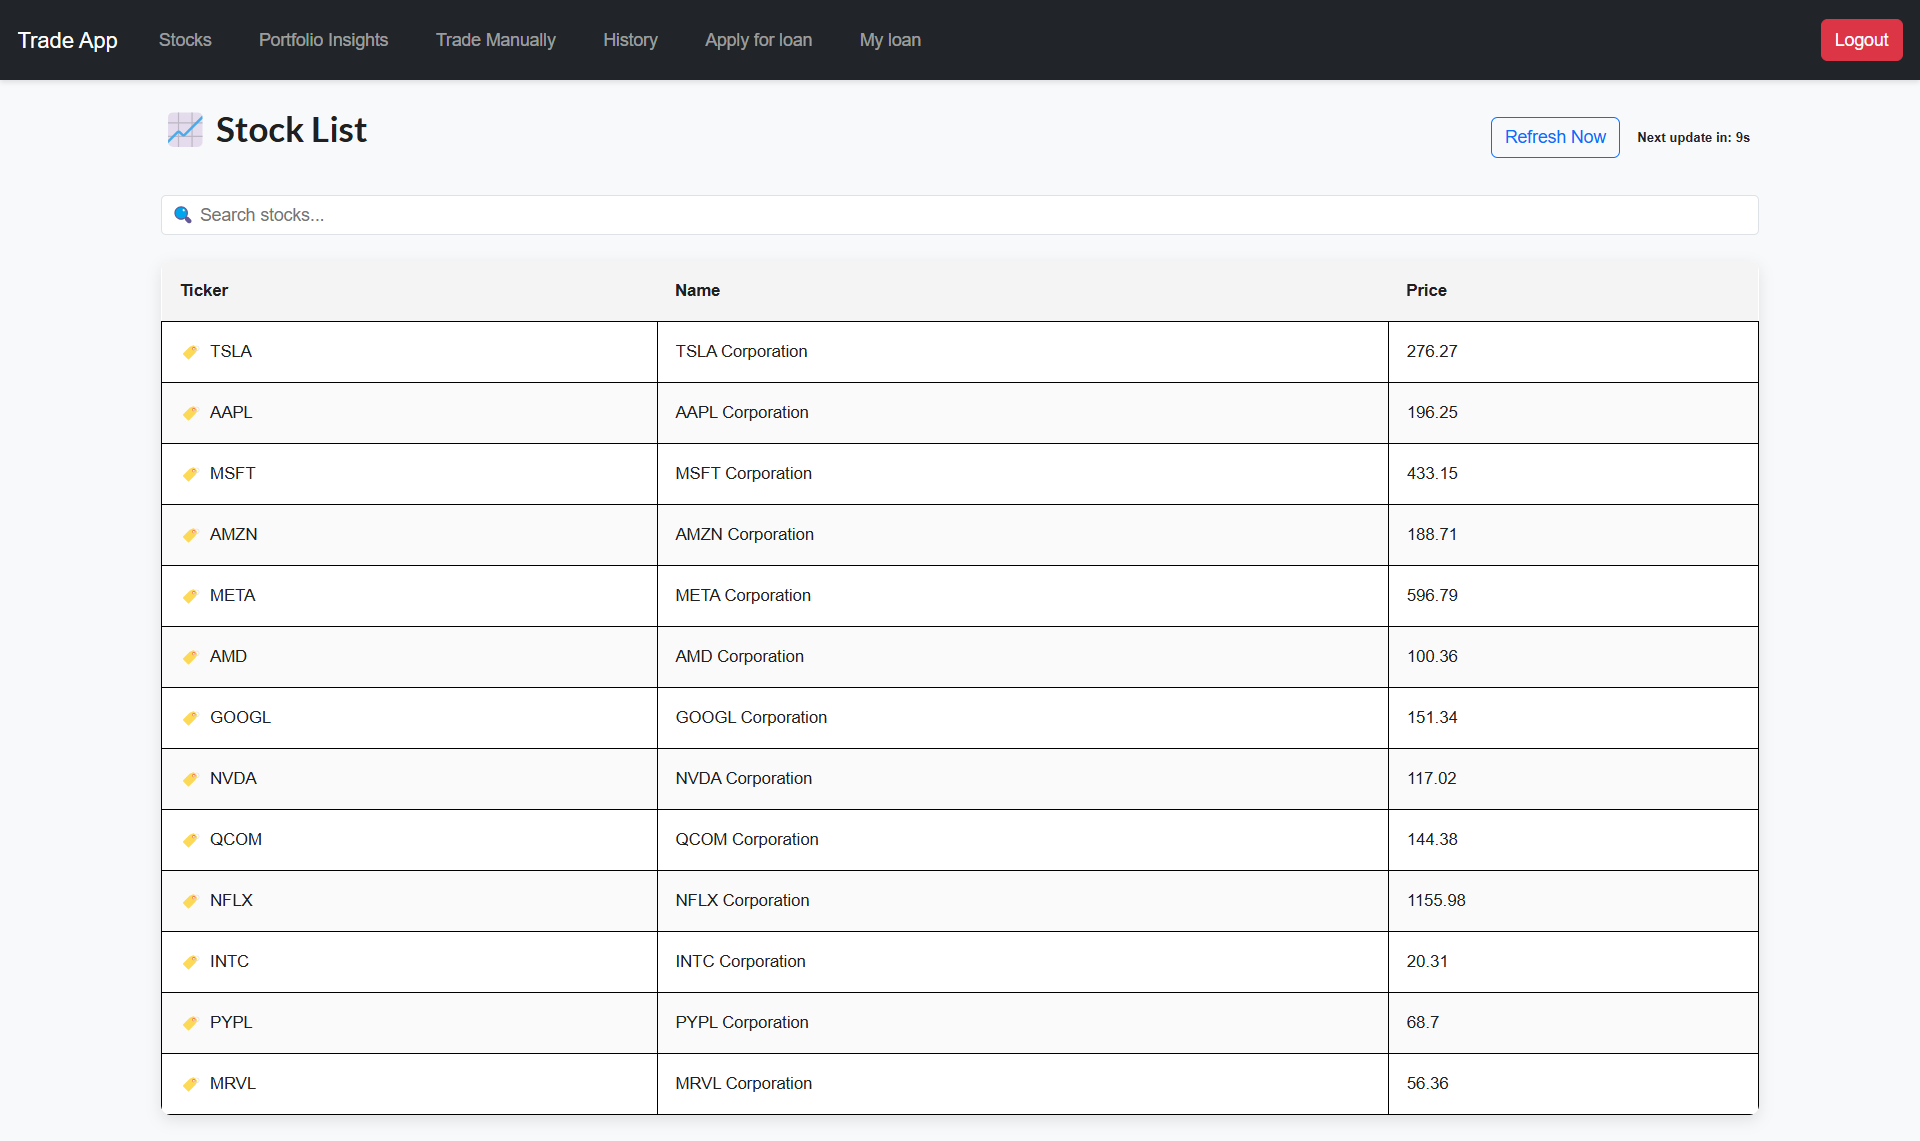 Trade App Stocks Portfolio Insights Trade Manually History Apply for loan My loan Logout
Stock List
Refresh Now Next update in: 9s
Search stocks...
Ticker Name Price
TSLA TSLA Corporation 276.27
AAPL AAPL Corporation 196.25
MSFT MSFT Corporation 433.15
AMZN AMZN Corporation 188.71
META META Corporation 596.79
AMD AMD Corporation 100.36
GOOGL GOOGL Corporation 151.34
NVDA NVDA Corporation 117.02
QCOM QCOM Corporation 144.38
NFLX NFLX Corporation 1155.98
INTC INTC Corporation 20.31
PYPL PYPL Corporation 68.7
MRVL MRVL Corporation 56.36